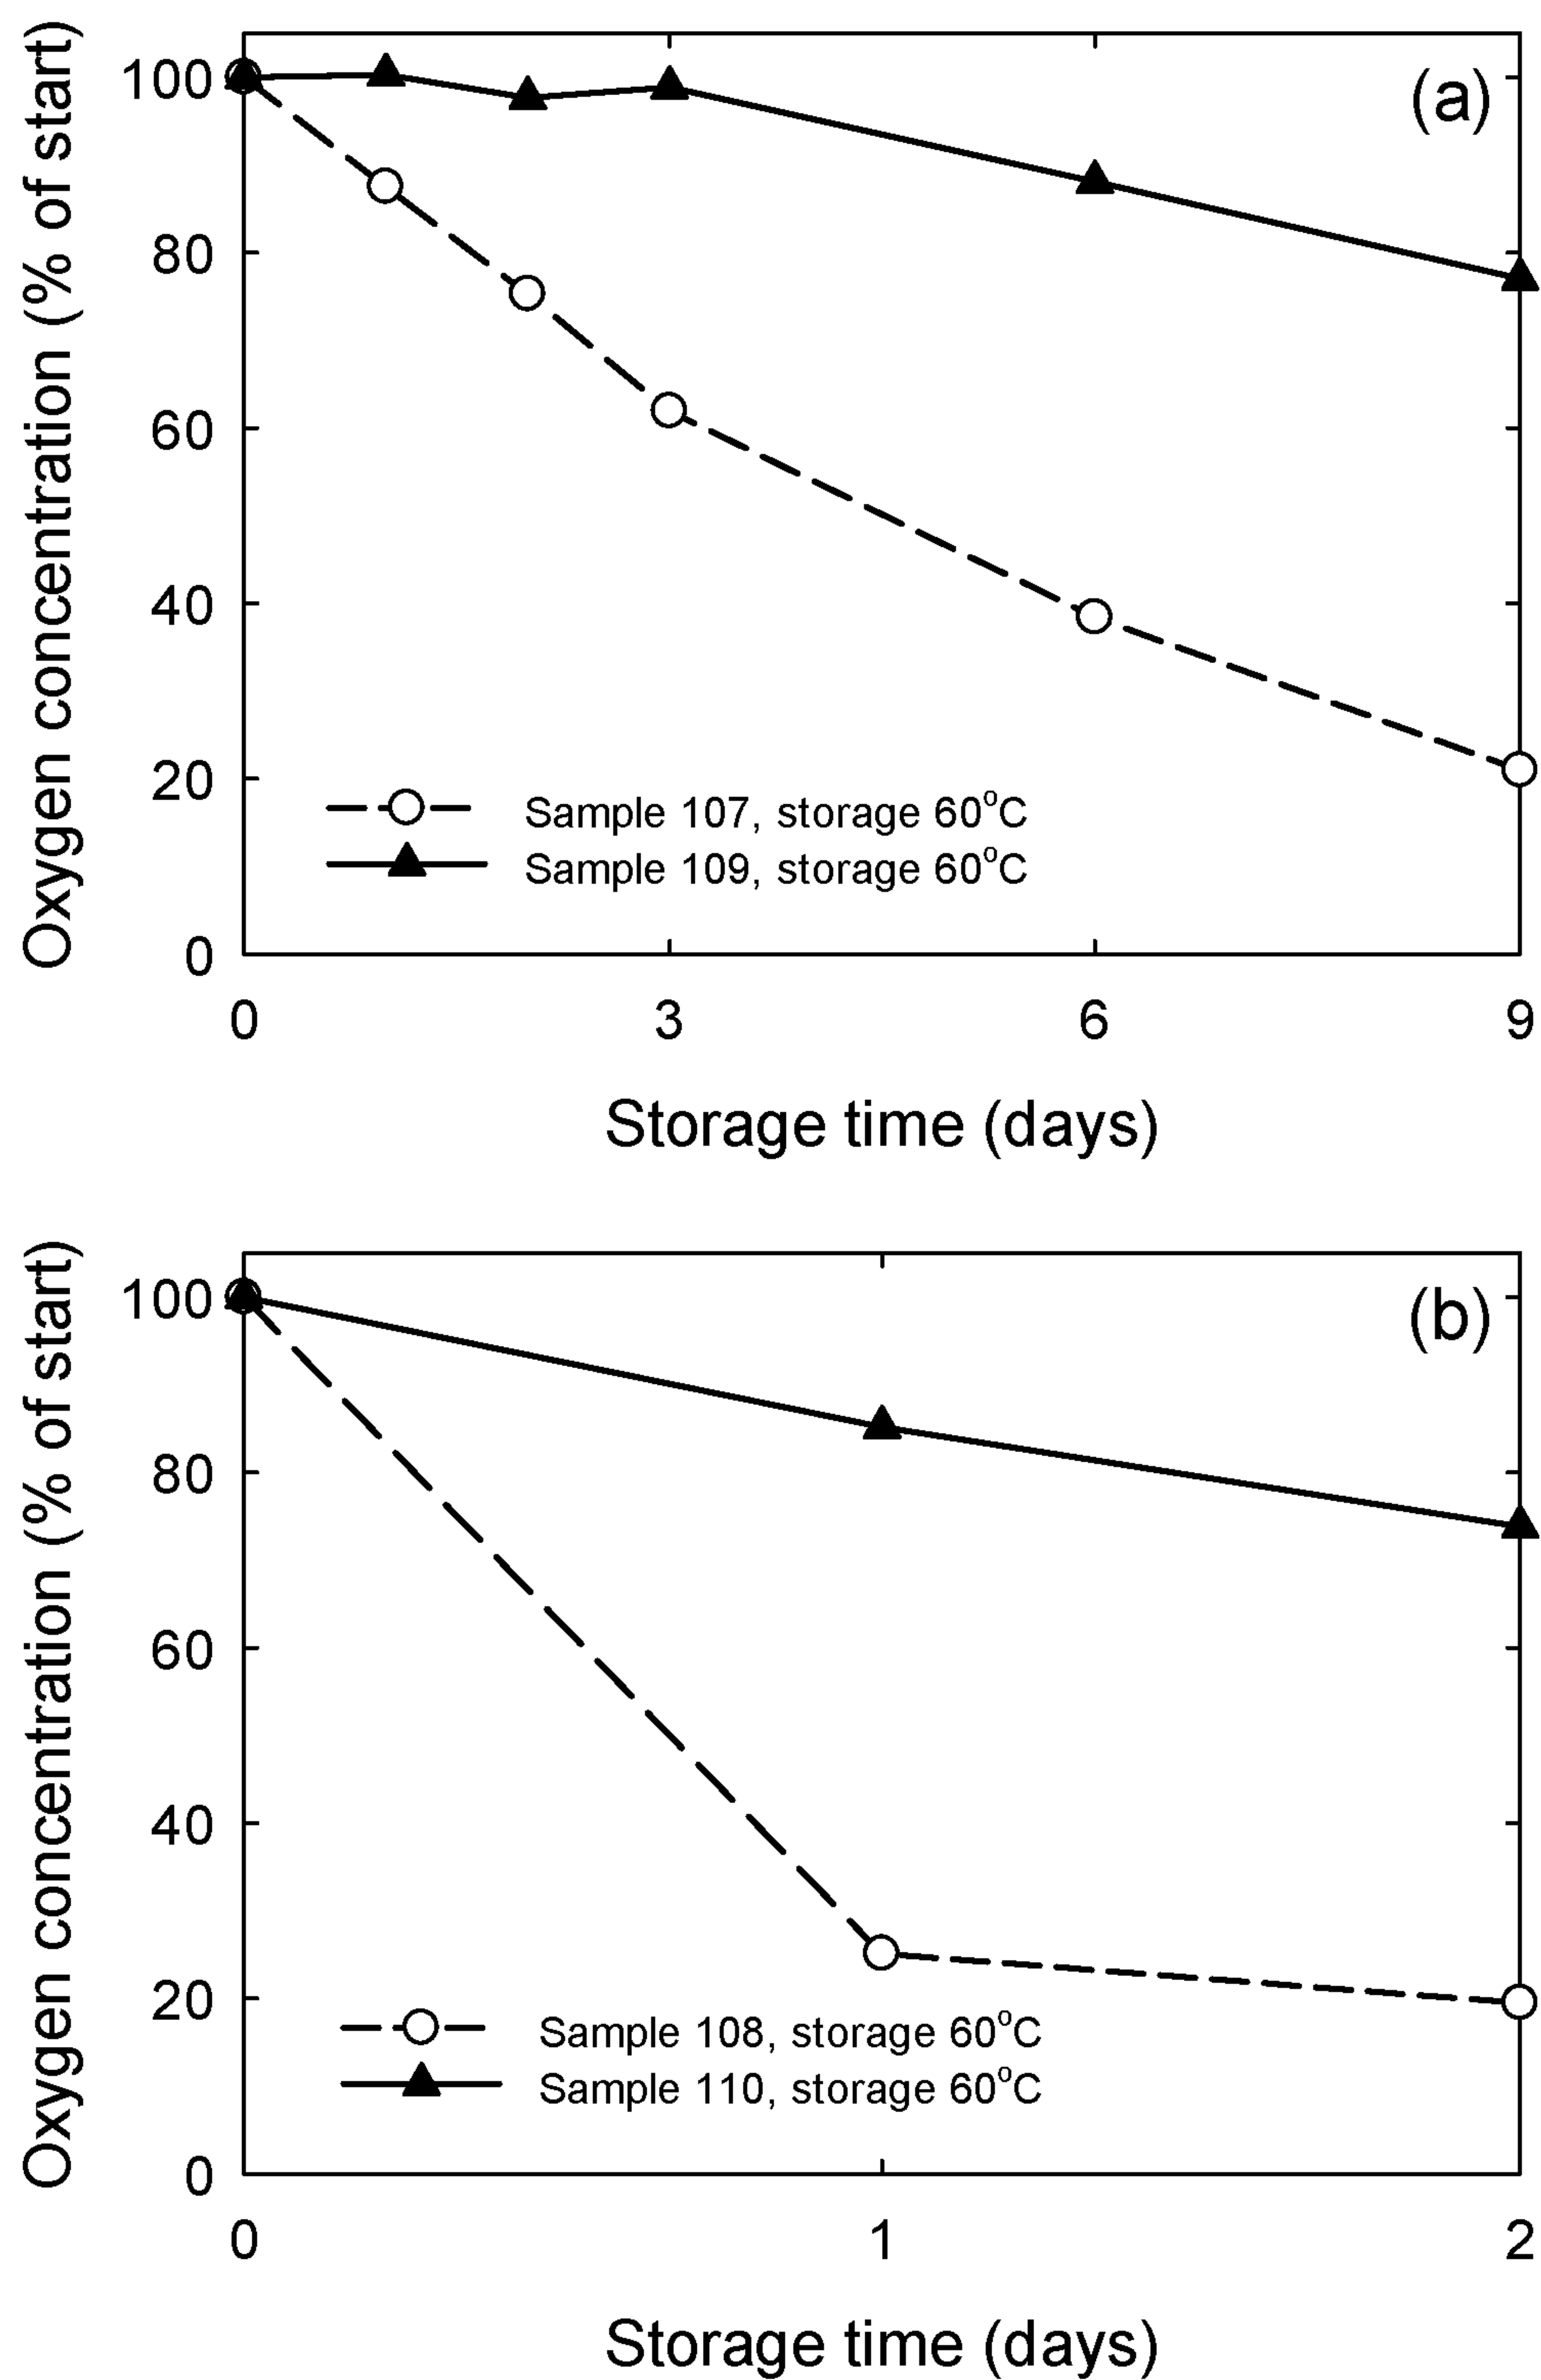 Oxygen concentration (% of start)
(a)
100
80
60
40
20
0
Sample 107, storage 60°C
Sample 109, storage 60°C
0 3 6 9
Storage time (days)
Oxygen concentration (% of start)
(b)
100
80
60
40
20
0
Sample 108, storage 60°C
Sample 110, storage 60°C
0 1 2
Storage time (days)